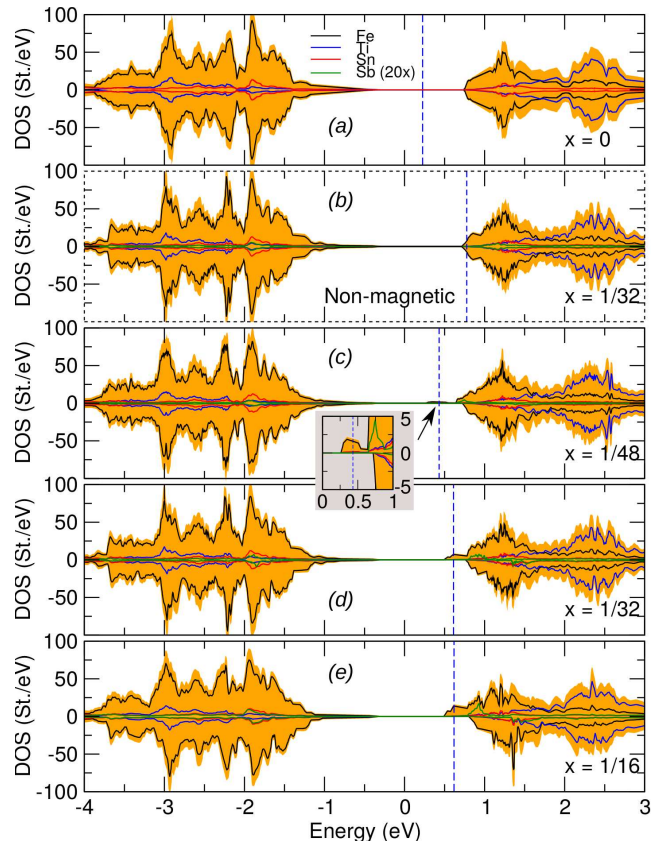 100
50
0
-50
DOS (St./eV)
Fe
Ti
Sn
Sb (20x)
(a)
x = 0
100
50
0
-50
DOS (St./eV)
(b)
Non-magnetic
x = 1/32
100
50
0
-50
DOS (St./eV)
(c)
x = 1/48
5
0
-5
0 0.5 1
100
50
0
-50
DOS (St./eV)
(d)
x = 1/32
100
50
0
-50
-100
DOS (St./eV)
(e)
x = 1/16
-4 -3 -2 -1 0 1 2 3
Energy (eV)